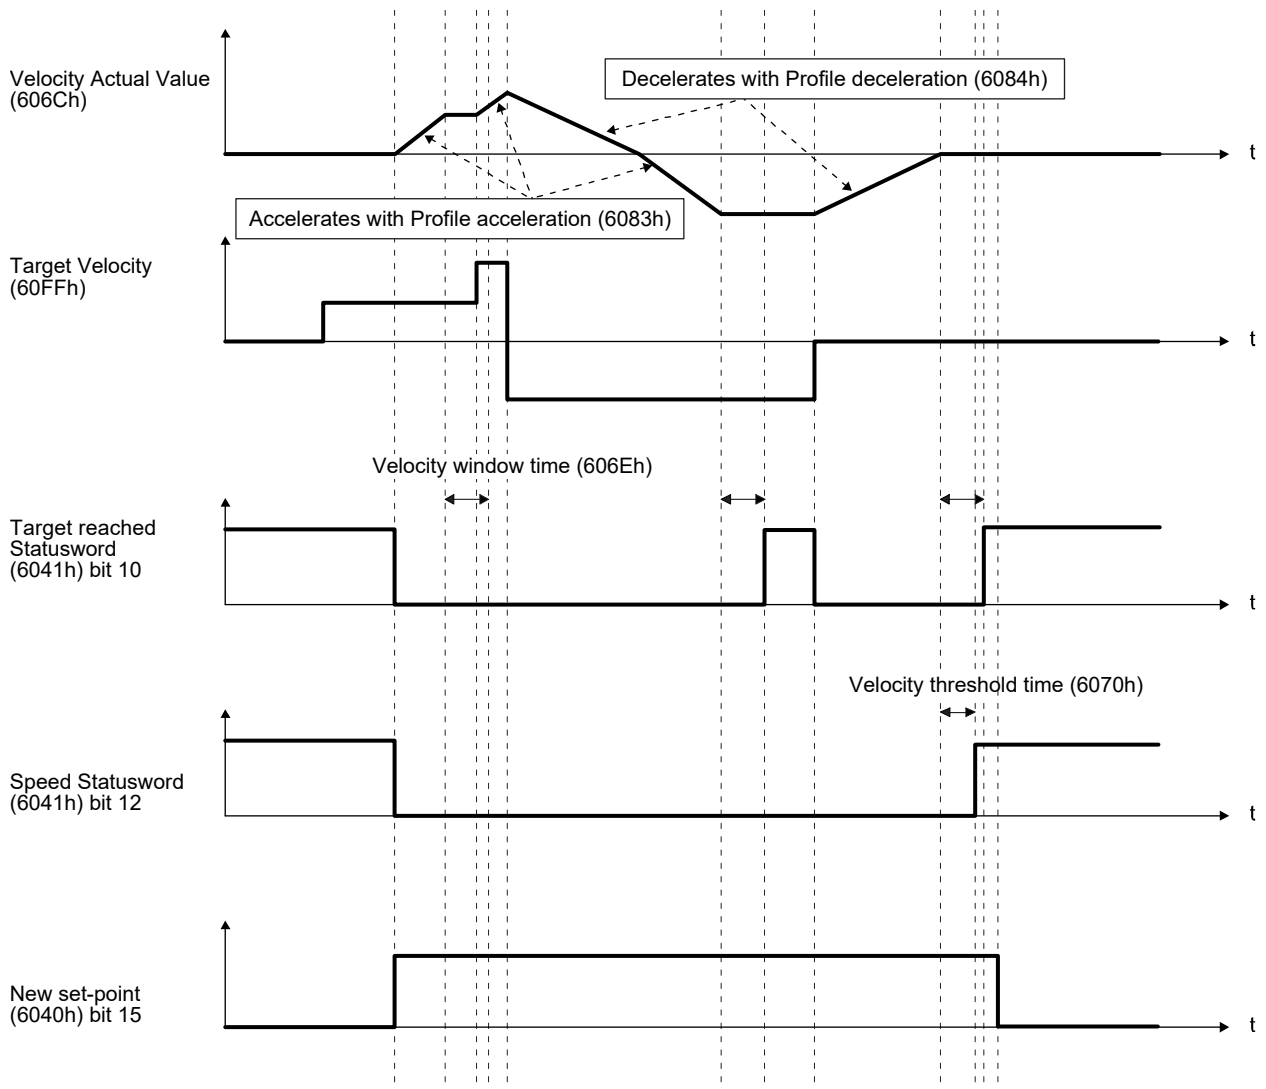 Velocity Actual Value
(606Ch)
Decelerates with Profile deceleration (6084h)
t
Accelerates with Profile acceleration (6083h)
Target Velocity
(60FFh)
t
Velocity window time (606Eh)
Target reached
Statusword
(6041h) bit 10
t
Velocity threshold time (6070h)
Speed Statusword
(6041h) bit 12
t
New set-point
(6040h) bit 15
t